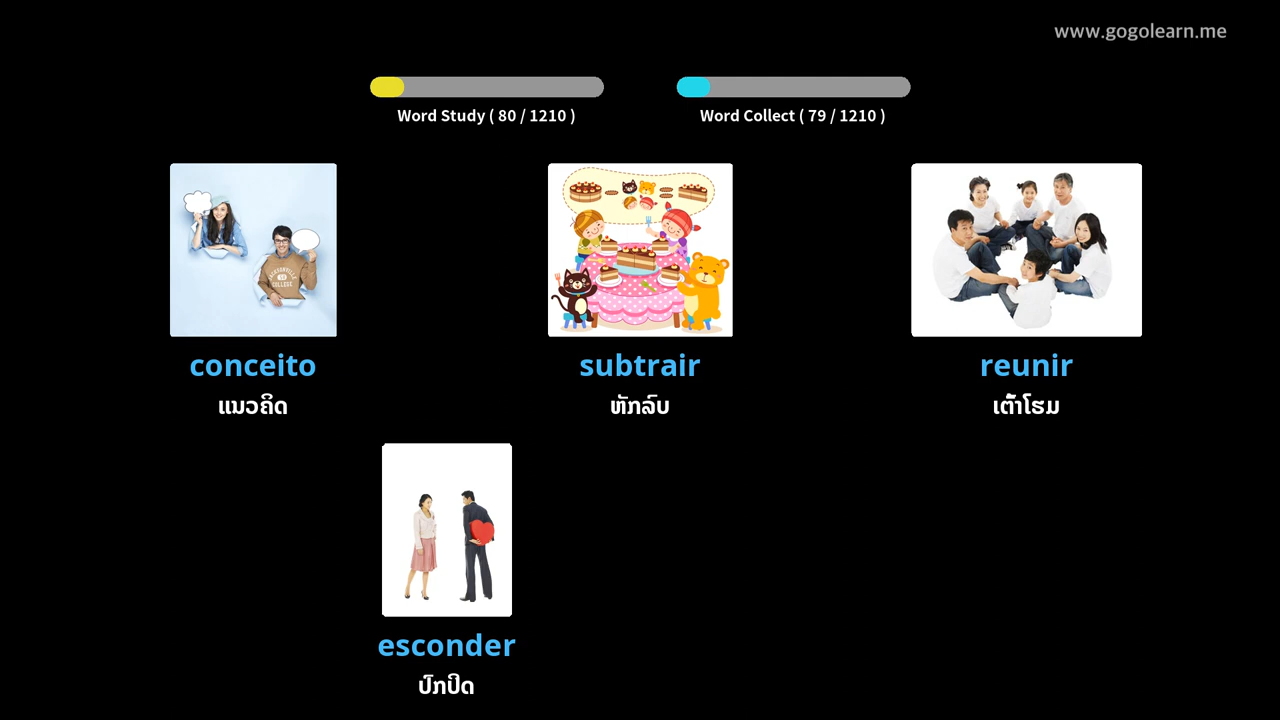 www.gogolearn.me
Word Study ( 80 / 1210 )
Word Collect ( 79 / 1210 )
conceito
ແນວຄິດ
subtrair
ຫັກລົບ
reunir
ເຕົ້າໂຮມ
esconder
ປົກປິດ